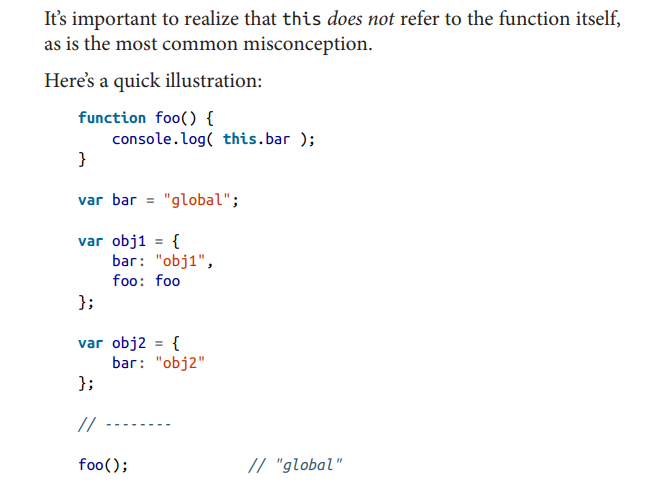 It's important to realize that this does not refer to the function itself,
as is the most common misconception.
Here's a quick illustration:
function foo() {
    console.log( this.bar );
}
var bar = "global";
var obj1 = {
    bar: "obj1",
    foo: foo
};
var obj2 = {
    bar: "obj2"
};
// --------
foo();              // "global"